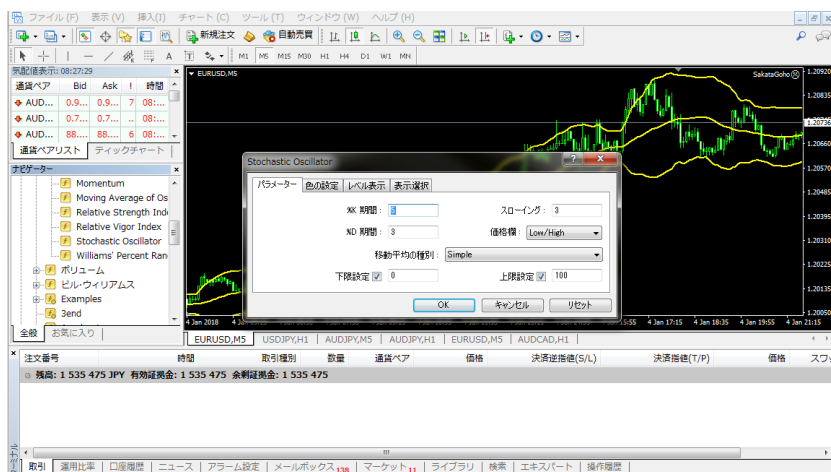 ファイル (F) 表示 (V) 挿入(I) チャート (C) ツール (T) ウィンドウ (W) ヘルプ (H)
新規注文 自動売買
A T M1 M5 M15 M30 H1 H4 D1 W1 MN
気配値表示: 08:27:29
通貨ペア Bid Ask ! 時間
AUD... 0.9... 0.9... 7 08:...
AUD... 0.7... 0.7... .. 08:...
AUD... 88.... 88.... 6 08:...
通貨ペアリスト ティックチャート
ナビゲーター
Momentum
Moving Average of Os
Relative Strength Inde
Relative Vigor Index
Stochastic Oscillator
Williams' Percent Ran
ボリューム
ビル・ウィリアムス
Examples
3end
全般 お気に入り
EURUSD,M5
SakataGoho
1.20920
1.20835
1.20736
1.20660
1.20570
1.20485
1.20395
1.20310
1.20225
1.20135
1.20050
Stochastic Oscillator
パラメーター 色の設定 レベル表示 表示選択
%K 期間: 5 スローイング: 3
%D 期間: 3 価格欄: Low/High
移動平均の種別: Simple
下限設定 0 上限設定 100
OK キャンセル リセット
4 Jan 2018 4 Jan 17:15 4 Jan 18:35 4 Jan 19:55 4 Jan 21:15
EURUSD,M5 USDJPY,H1 AUDJPY,M5 AUDJPY,H1 EURUSD,M5 AUDCAD,H1
注文番号 時間 取引種別 数量 通貨ペア 価格 決済逆指値(S/L) 決済指値(T/P) 価格 スワッ
残高: 1 535 475 JPY 有効証拠金: 1 535 475 余剰証拠金: 1 535 475
取引 運用比率 口座履歴 ニュース アラーム設定 メールボックス 138 マーケット 11 ライブラリ 検索 エキスパート 操作履歴